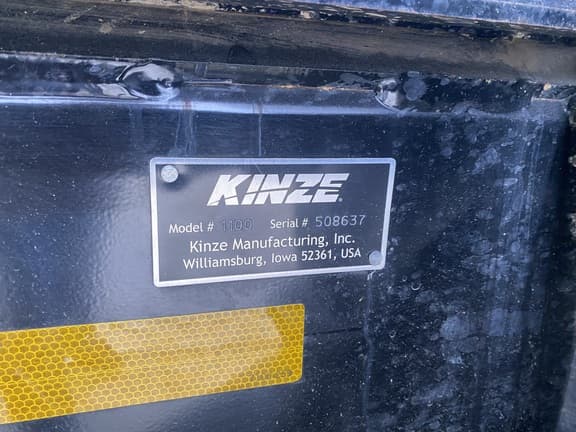 KINZE
Model # 1100 Serial # 508637
Kinze Manufacturing, Inc.
Williamsburg, Iowa 52361, USA